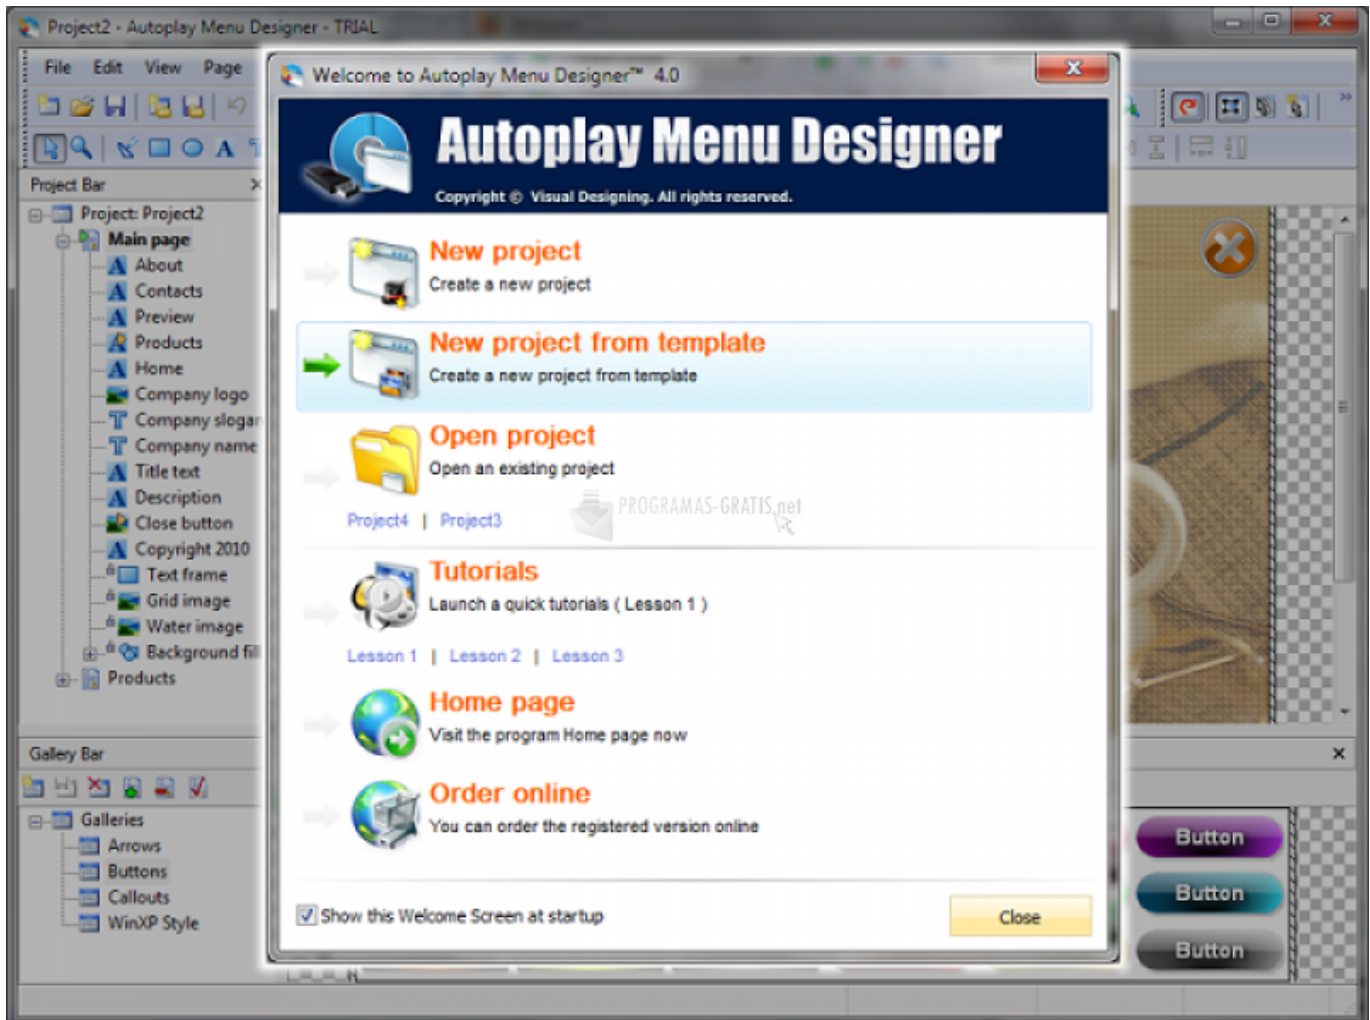 Project2 - Autoplay Menu Designer - TRIAL
File Edit View Page
Welcome to Autoplay Menu Designer™ 4.0
Autoplay Menu Designer
Copyright © Visual Designing. All rights reserved.
Project Bar
Project: Project2
Main page
About
Contacts
Preview
Products
Home
Company logo
Company slogan
Company name
Title text
Description
Close button
Copyright 2010
Text frame
Grid image
Water image
Background fill
Products
New project
Create a new project
New project from template
Create a new project from template
Open project
Open an existing project
PROGRAMAS-GRATIS.net
Project4 | Project3
Tutorials
Launch a quick tutorials ( Lesson 1 )
Lesson 1 | Lesson 2 | Lesson 3
Home page
Visit the program Home page now
Order online
You can order the registered version online
Show this Welcome Screen at startup
Close
Gallery Bar
Galleries
Arrows
Buttons
Callouts
WinXP Style
Button
Button
Button